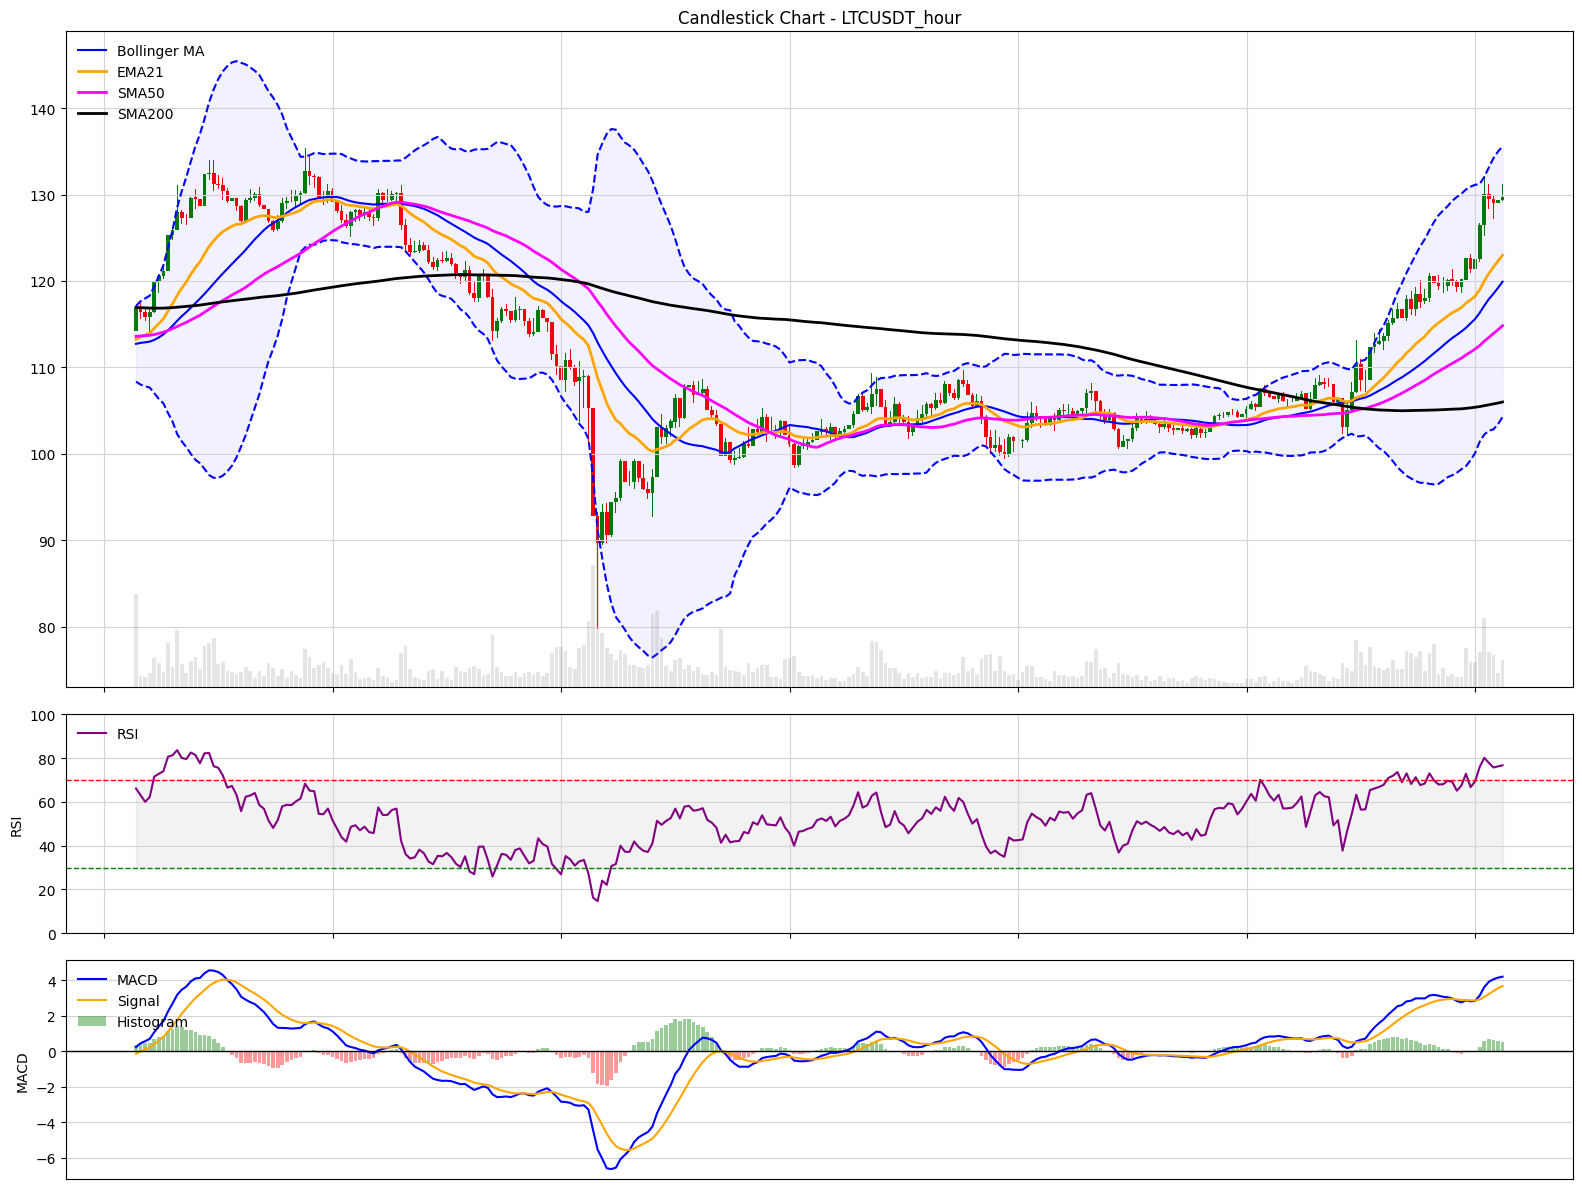 Candlestick Chart - LTCUSDT_hour
Bollinger MA
EMA21
SMA50
SMA200
140
130
120
110
100
90
80
RSI
100
80
60
40
20
0
RSI
MACD
Signal
Histogram
4
2
0
−2
−4
−6
MACD